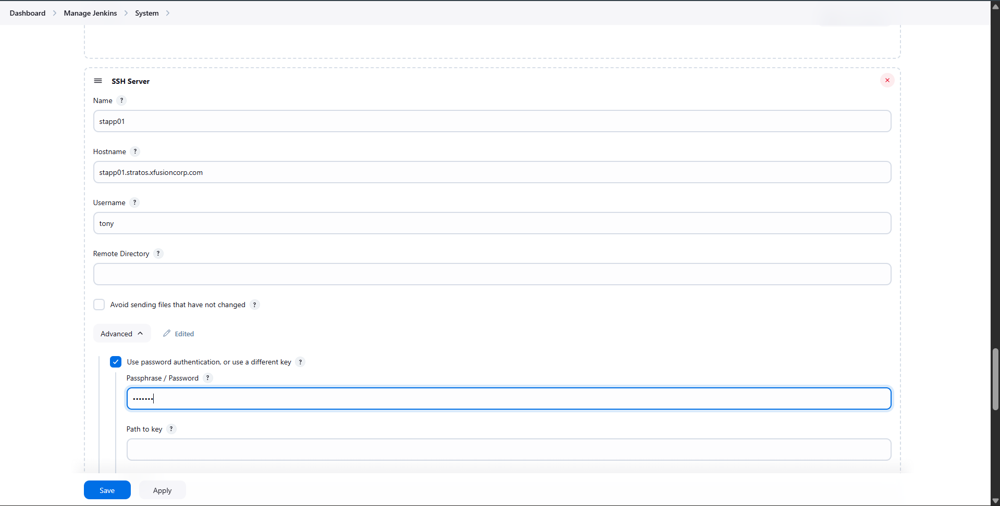 Dashboard > Manage Jenkins > System >
SSH Server
Name ?
stapp01
Hostname ?
stapp01.stratos.xfusioncorp.com
Username ?
tony
Remote Directory ?
Avoid sending files that have not changed ?
Advanced Edited
Use password authentication, or use a different key ?
Passphrase / Password ?
•••••••
Path to key ?
Save Apply